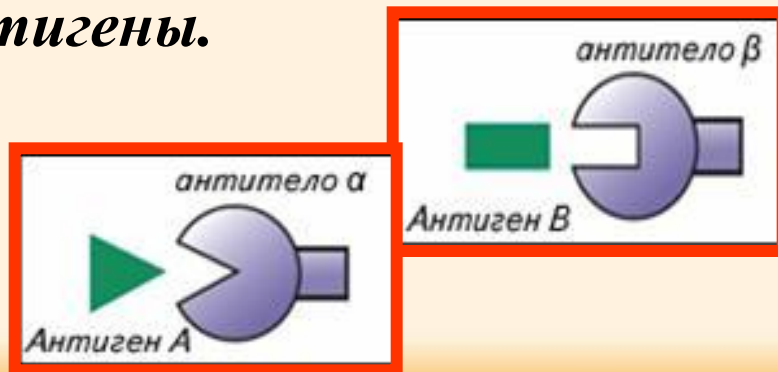 тигены.
антитело β
Антиген В
антитело α
Антиген А